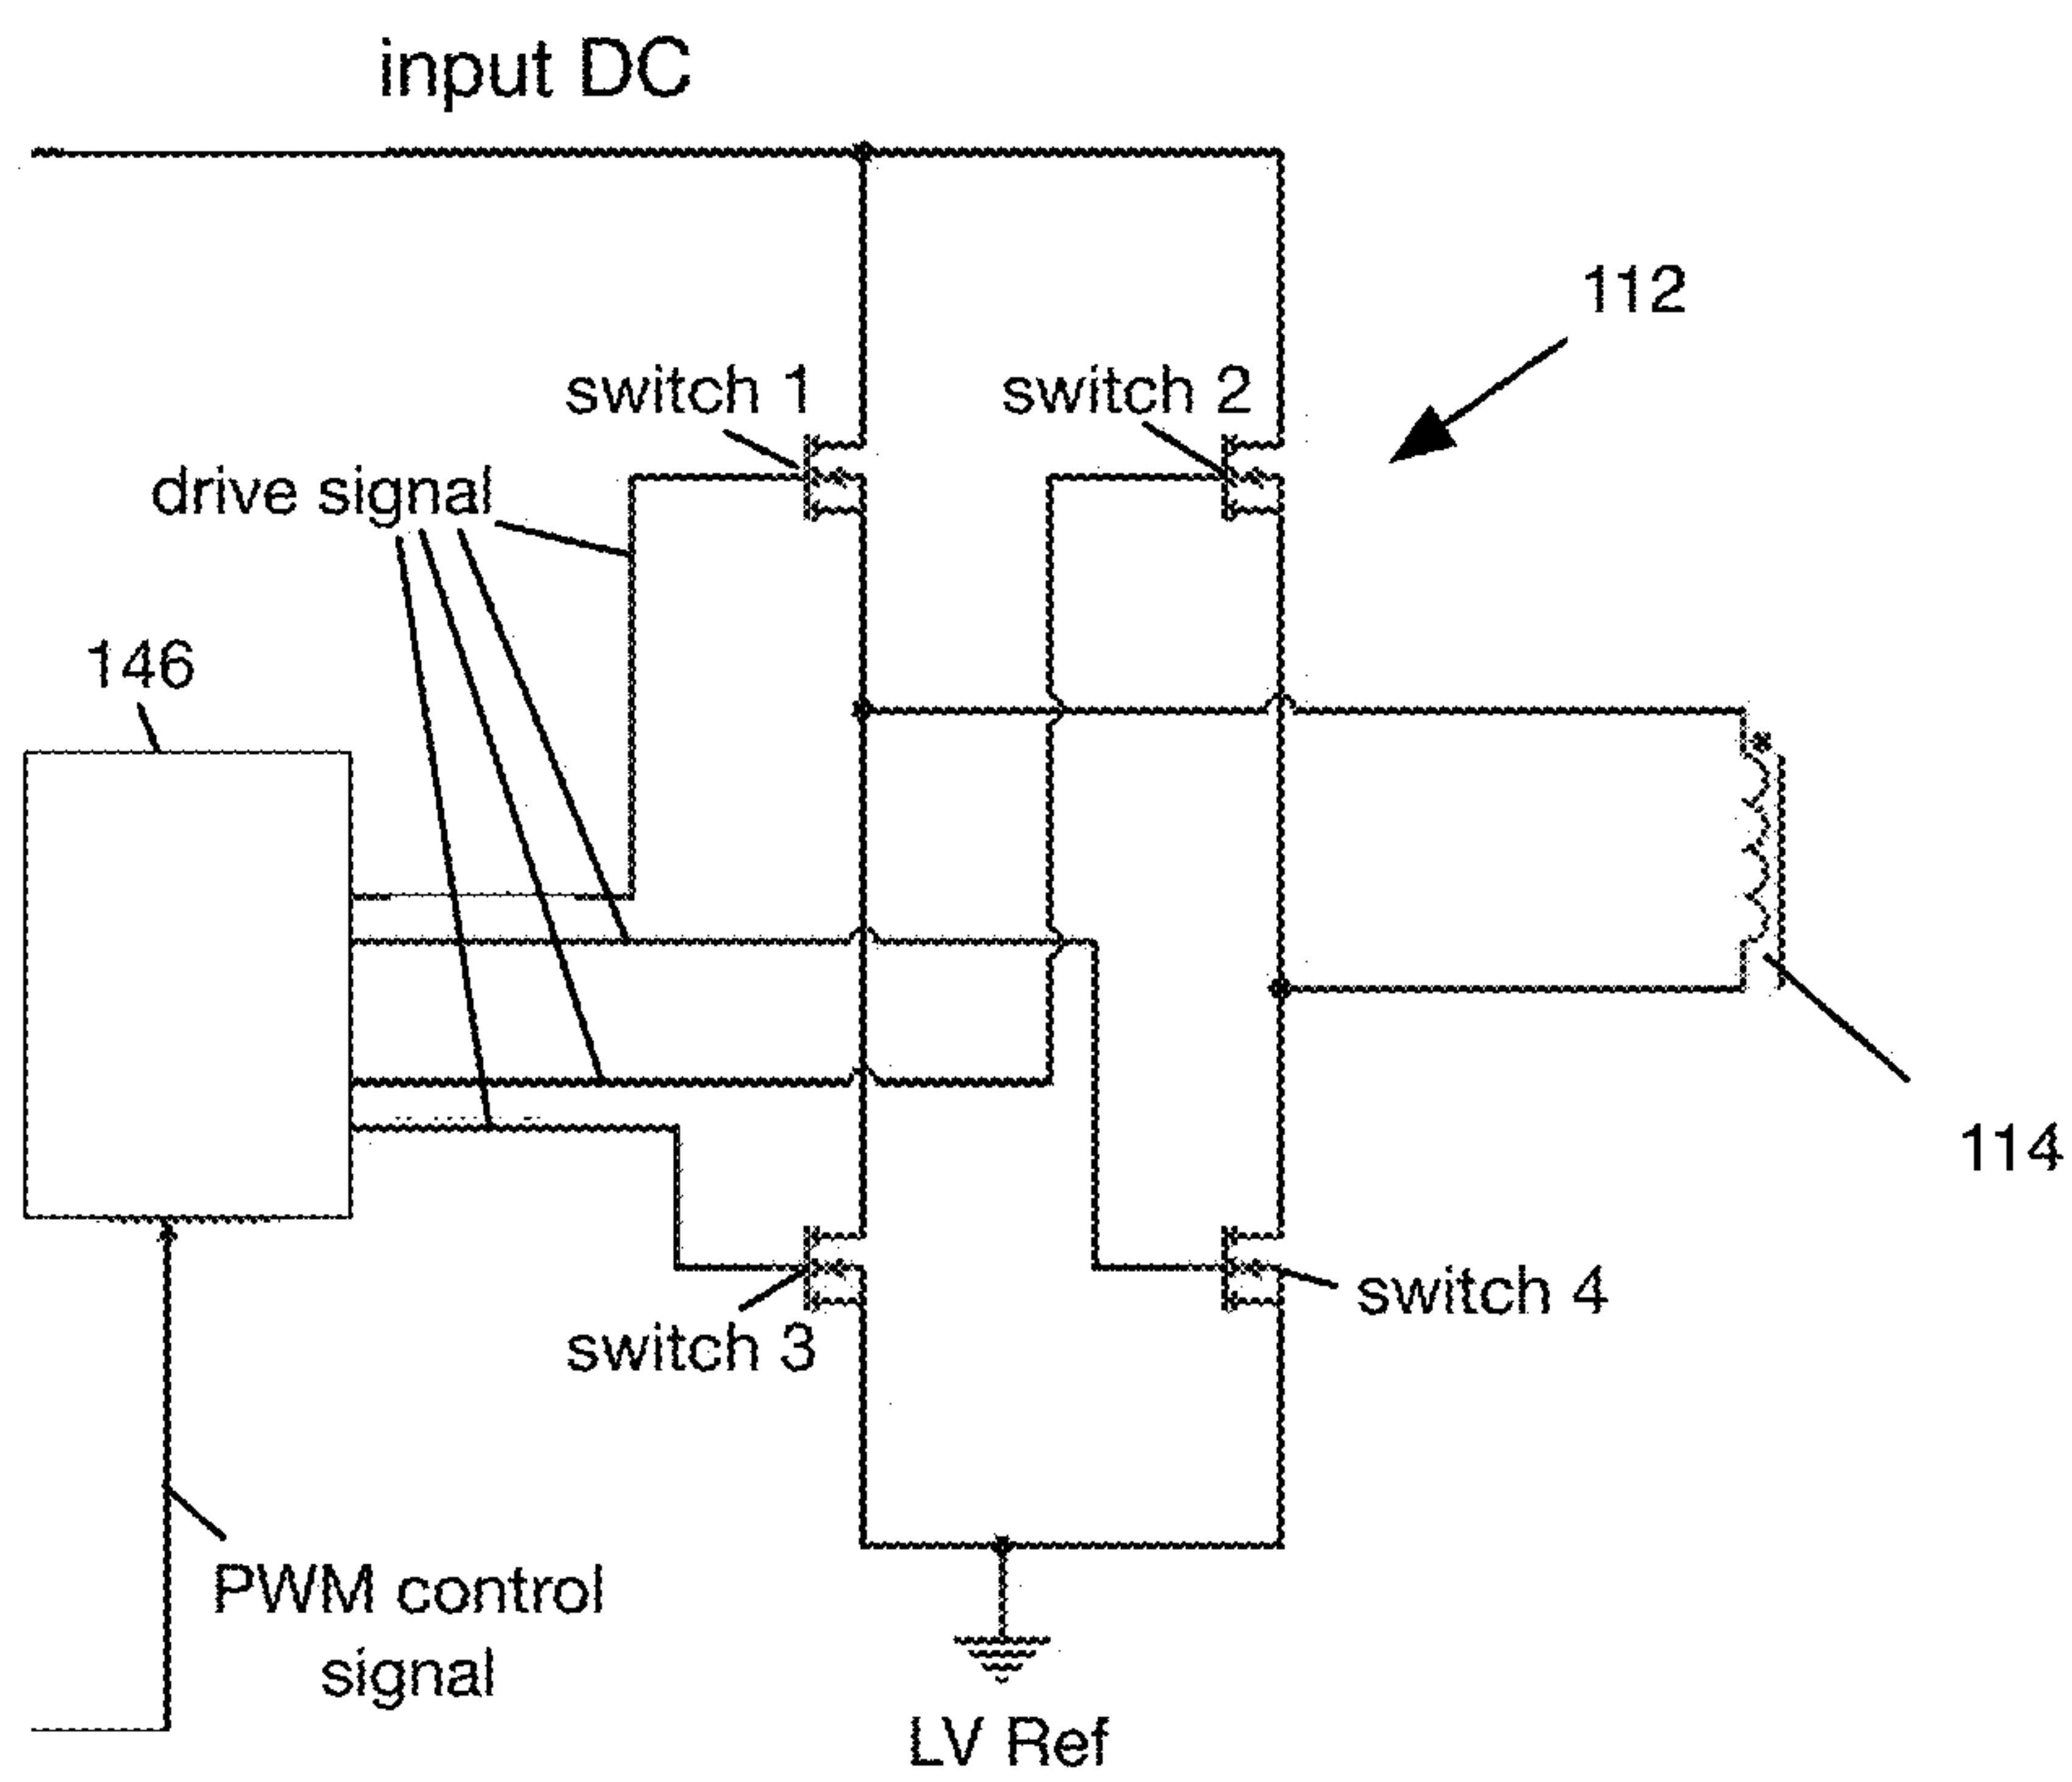 input DC
112
switch 1
switch 2
drive signal
146
114
switch 4
switch 3
PWM control
signal
LV Ref